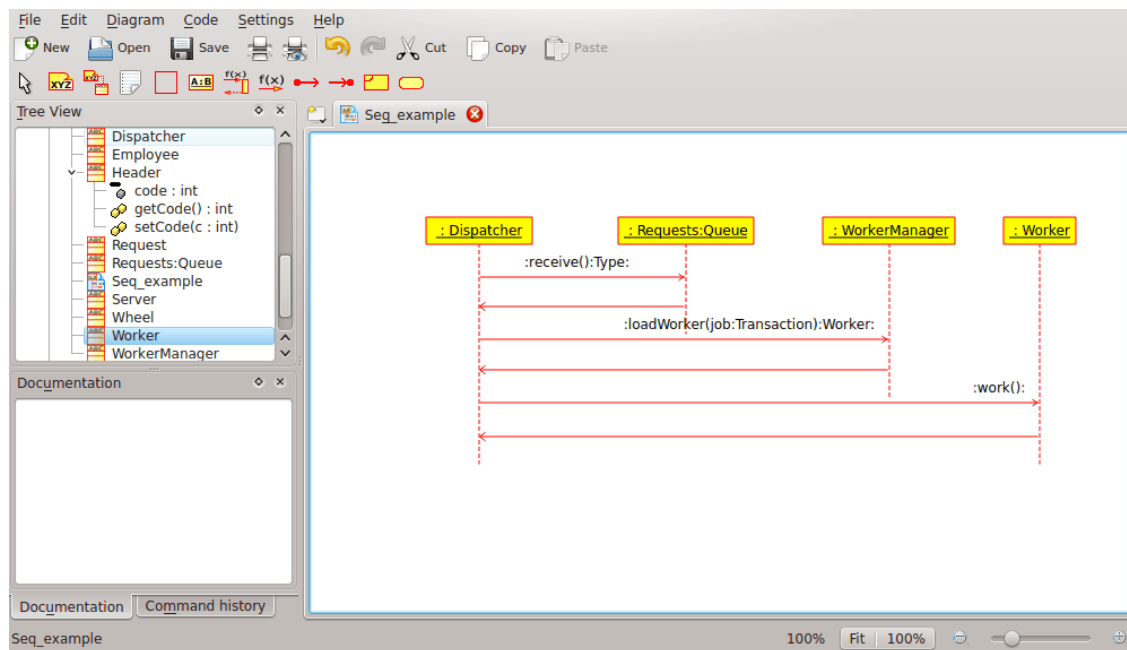 File Edit Diagram Code Settings Help
New Open Save Cut Copy Paste
XYZ XYZ A:B f(x) f(x)
Tree View
Seq_example
Dispatcher
Employee
Header
code : int
getCode() : int
setCode(c : int)
Request
Requests:Queue
Seq_example
Server
Wheel
Worker
WorkerManager
Documentation
Documentation Command history
: Dispatcher : Requests:Queue : WorkerManager : Worker
:receive():Type:
:loadWorker(job:Transaction):Worker:
:work():
Seq_example 100% Fit 100%